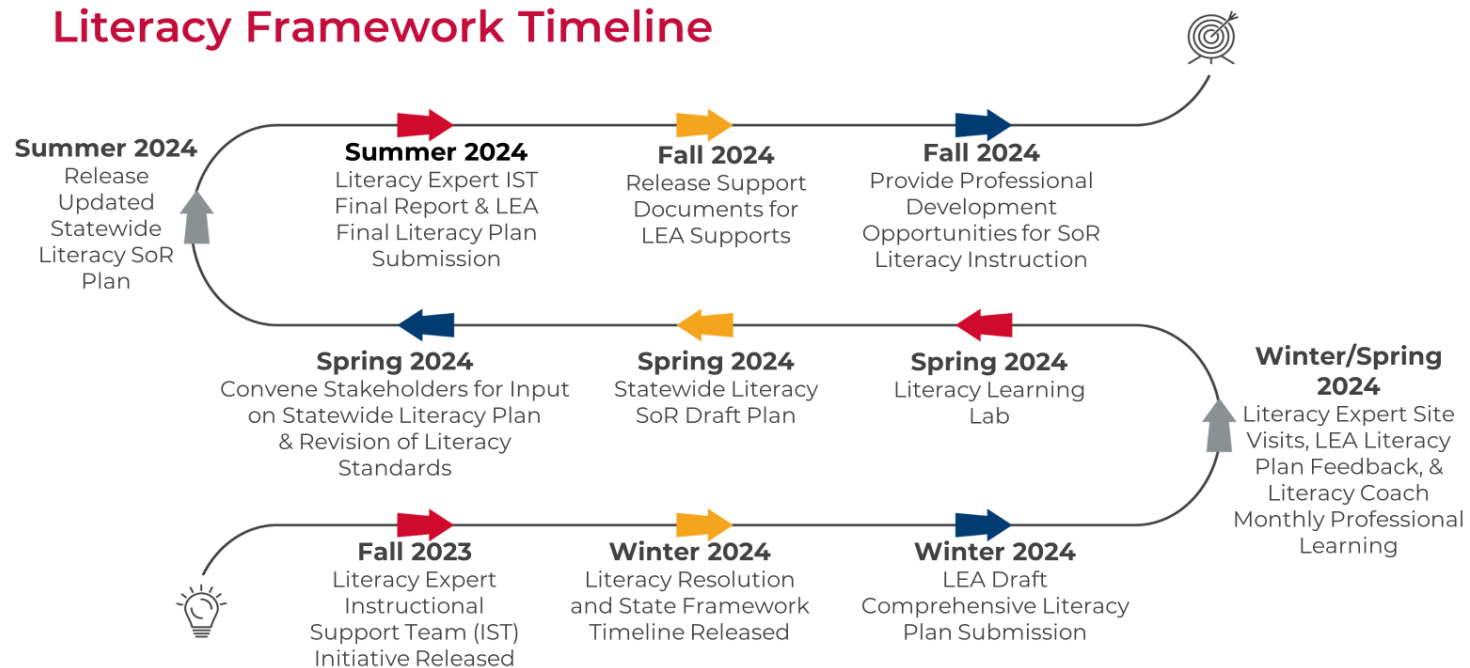 Literacy Framework Timeline
Summer 2024
Release
Updated
Statewide
Literacy SoR
Plan
Summer 2024
Literacy Expert IST
Final Report & LEA
Final Literacy Plan
Submission
Fall 2024
Release Support
Documents for
LEA Supports
Fall 2024
Provide Professional
Development
Opportunities for SoR
Literacy Instruction
Spring 2024
Convene Stakeholders for Input
on Statewide Literacy Plan
& Revision of Literacy
Standards
Spring 2024
Statewide Literacy
SoR Draft Plan
Spring 2024
Literacy Learning
Lab
Winter/Spring
2024
Literacy Expert Site
Visits, LEA Literacy
Plan Feedback, &
Literacy Coach
Monthly Professional
Learning
Fall 2023
Literacy Expert
Instructional
Support Team (IST)
Initiative Released
Winter 2024
Literacy Resolution
and State Framework
Timeline Released
Winter 2024
LEA Draft
Comprehensive Literacy
Plan Submission